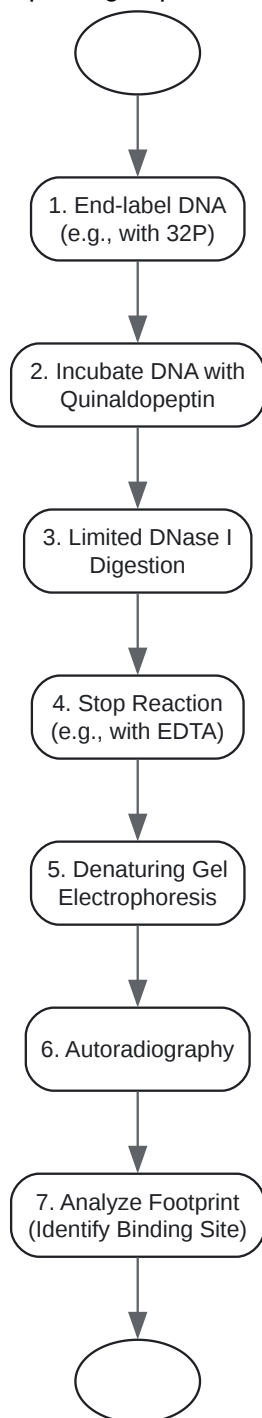 1. End-label DNA
(e.g., with 32P)
2. Incubate DNA with
Quinaldopeptin
3. Limited DNase I
Digestion
4. Stop Reaction
(e.g., with EDTA)
5. Denaturing Gel
Electrophoresis
6. Autoradiography
7. Analyze Footprint
(Identify Binding Site)